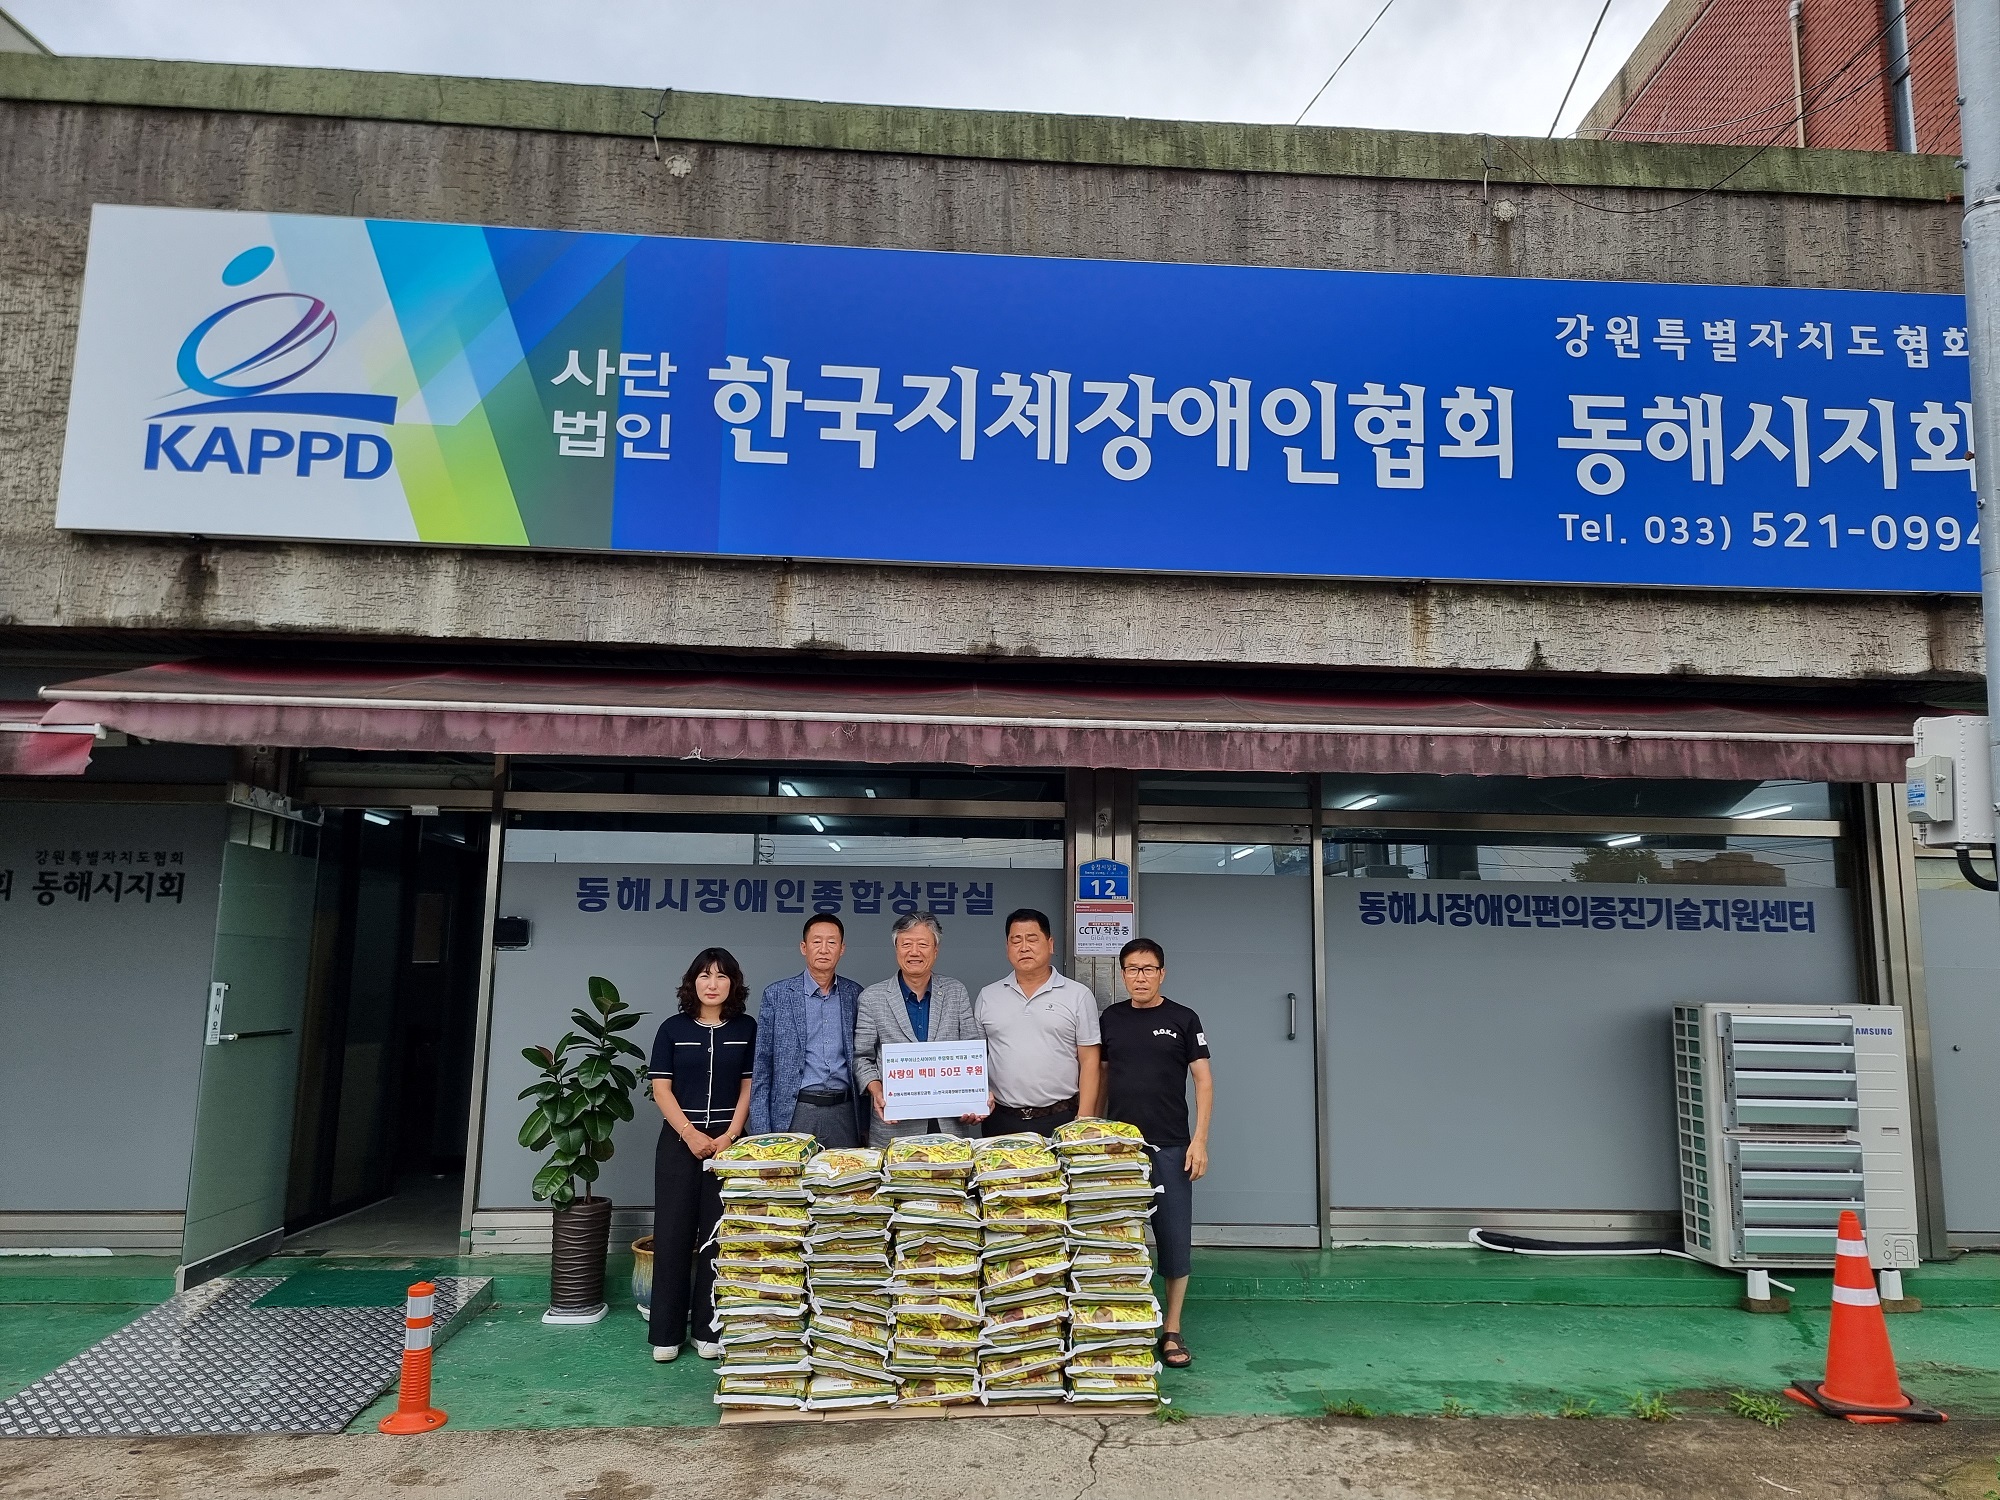 KAPPD
사단
법인
한국지체장애인협회
강원특별자치도협회
동해시지회
Tel. 033) 521-0994
강원특별자치도협회
회 동해시지회
동해시장애인종합상담실
12
CCTV 작동중
동해시장애인편의증진기술지원센터
SAMSUNG
미시오
R.O.K.A
사랑의 백미 50포 후원